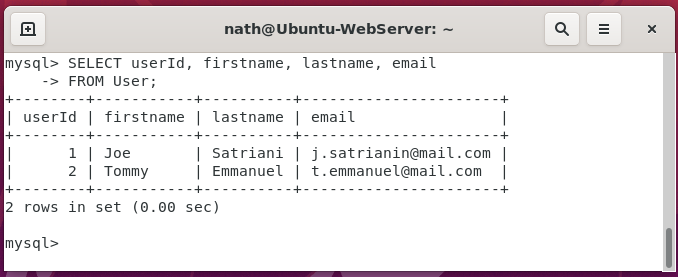 nath@Ubuntu-WebServer: ~
mysql> SELECT userId, firstname, lastname, email
    -> FROM User;
+--------+-----------+----------+----------------------+
| userId | firstname | lastname | email                |
+--------+-----------+----------+----------------------+
|      1 | Joe       | Satriani | j.satrianin@mail.com |
|      2 | Tommy     | Emmanuel | t.emmanuel@mail.com  |
+--------+-----------+----------+----------------------+
2 rows in set (0.00 sec)
mysql>